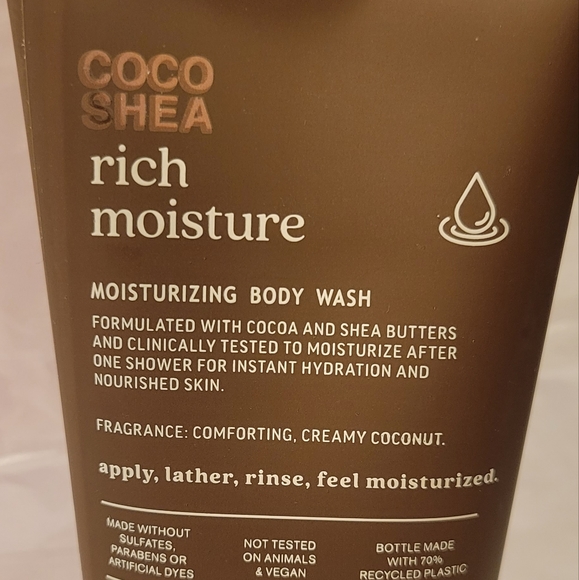 COCO
SHEA
rich
moisture
MOISTURIZING BODY WASH
FORMULATED WITH COCOA AND SHEA BUTTERS
AND CLINICALLY TESTED TO MOISTURIZE AFTER
ONE SHOWER FOR INSTANT HYDRATION AND
NOURISHED SKIN.
FRAGRANCE: COMFORTING, CREAMY COCONUT.
apply, lather, rinse, feel moisturized.
MADE WITHOUT
SULFATES,
PARABENS OR
ARTIFICIAL DYES
NOT TESTED
ON ANIMALS
& VEGAN
BOTTLE MADE
WITH 70%
RECYCLED PLASTIC